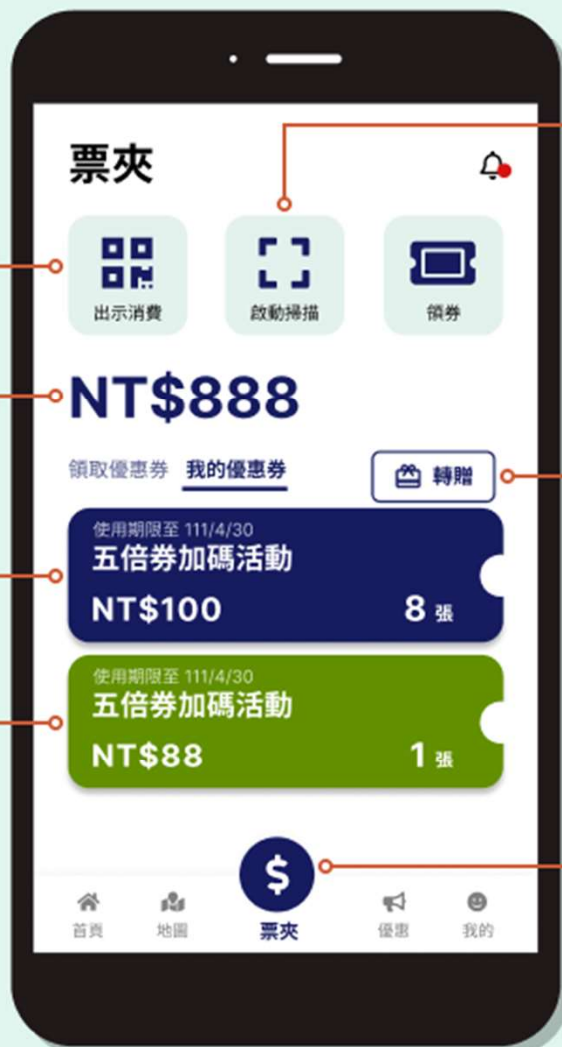 票夾
出示消費 啟動掃描 領券
NT$888
領取優惠券 我的優惠券 轉贈
使用期限至 111/4/30
五倍券加碼活動
NT$100 8 張
使用期限至 111/4/30
五倍券加碼活動
NT$88 1 張
$
首頁 地圖 票夾 優惠 我的